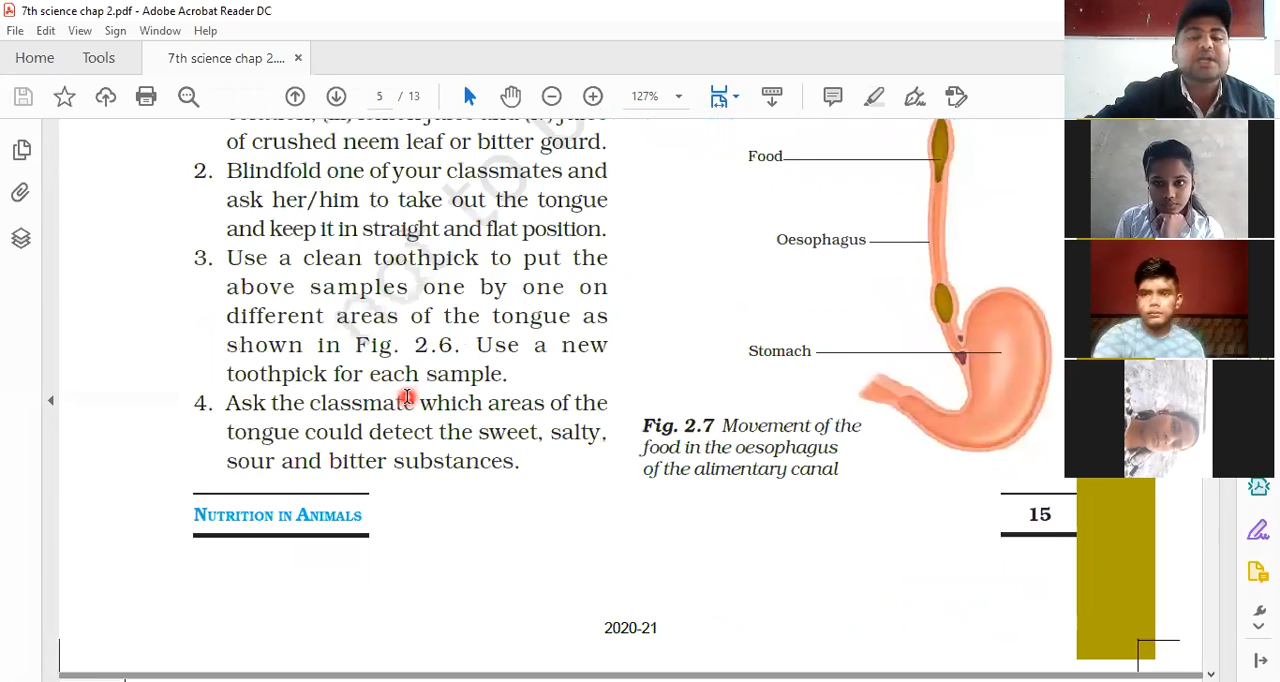 7th science chap 2.pdf - Adobe Acrobat Reader DC
File Edit View Sign Window Help
Home Tools 7th science chap 2.... ×
5 / 13 127%
of crushed neem leaf or bitter gourd.
2. Blindfold one of your classmates and
ask her/him to take out the tongue
and keep it in straight and flat position.
3. Use a clean toothpick to put the
above samples one by one on
different areas of the tongue as
shown in Fig. 2.6. Use a new
toothpick for each sample.
4. Ask the classmate which areas of the
tongue could detect the sweet, salty,
sour and bitter substances.
not to
Food
Oesophagus
Stomach
Fig. 2.7 Movement of the
food in the oesophagus
of the alimentary canal
NUTRITION IN ANIMALS
15
2020-21